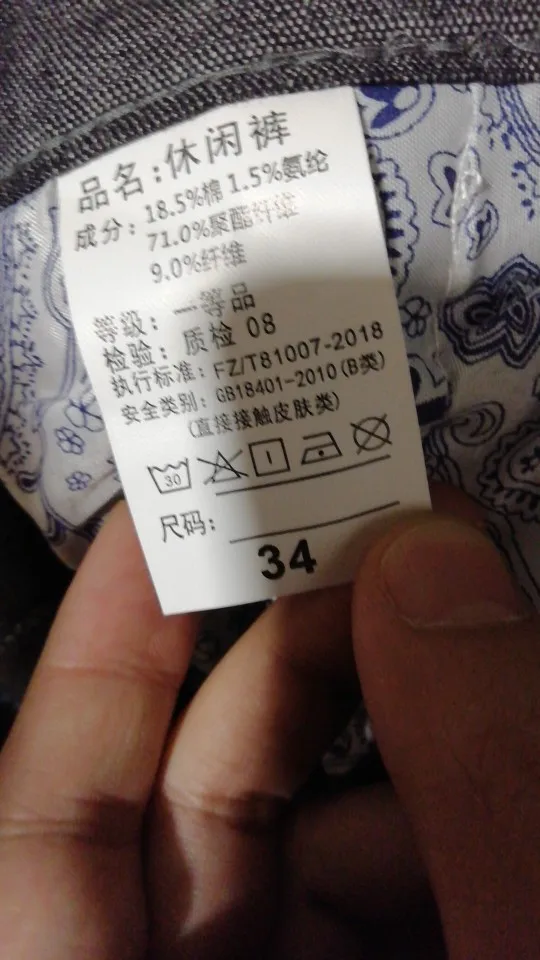 品名:休闲裤
成分: 18.5%棉 1.5%氨纶
71.0%聚酯纤维
9.0%纤维
等级: 一等品
检验: 质检 08
执行标准: FZ/T81007-2018
安全类别: GB18401-2010(B类)
(直接接触皮肤类)
30
尺码:
34